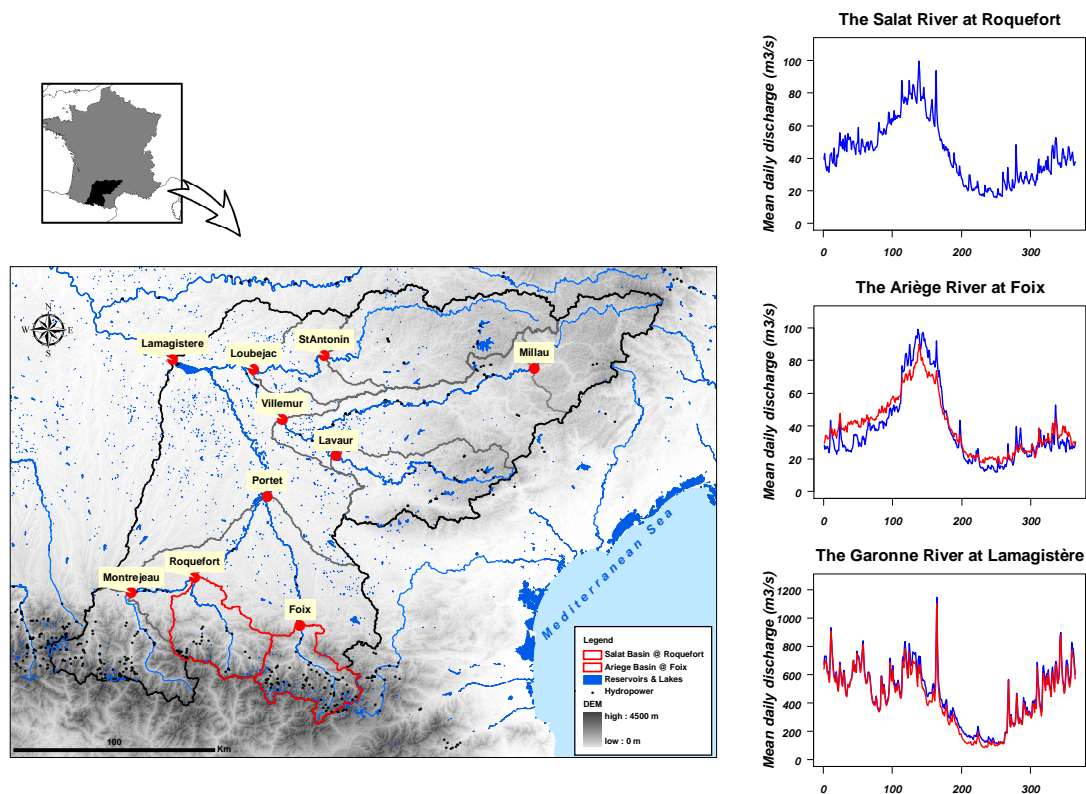 N
W
E
S
Lamagistere
Loubejac
StAntonin
Millau
Villemur
Lavaur
Portet
Roquefort
Montrejeau
Foix
Mediterranean Sea
Legend
Salat Basin @ Roquefort
Ariege Basin @ Foix
Reservoirs & Lakes
Hydropower
DEM
high : 4500 m
low : 0 m
100
Km
The Salat River at Roquefort
Mean daily discharge (m3/s)
100
80
60
40
20
0
0 100 200 300
The Ariège River at Foix
Mean daily discharge (m3/s)
100
80
60
40
20
0
0 100 200 300
The Garonne River at Lamagistère
Mean daily discharge (m3/s)
1200
1000
800
600
400
200
0
0 100 200 300